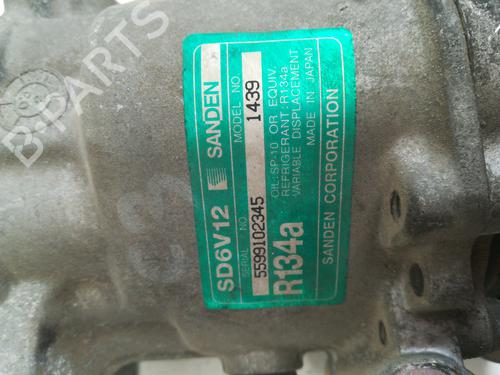 SD6V12 SANDEN
SERIAL NO. MODEL NO
5599102345 1439
R134a
OIL: SP-10 OR EQUIV.
REFRIGERANT: R134a
VARIABLE DISPLACEMENT
MADE IN JAPAN
SANDEN CORPORATION
B-PARTS